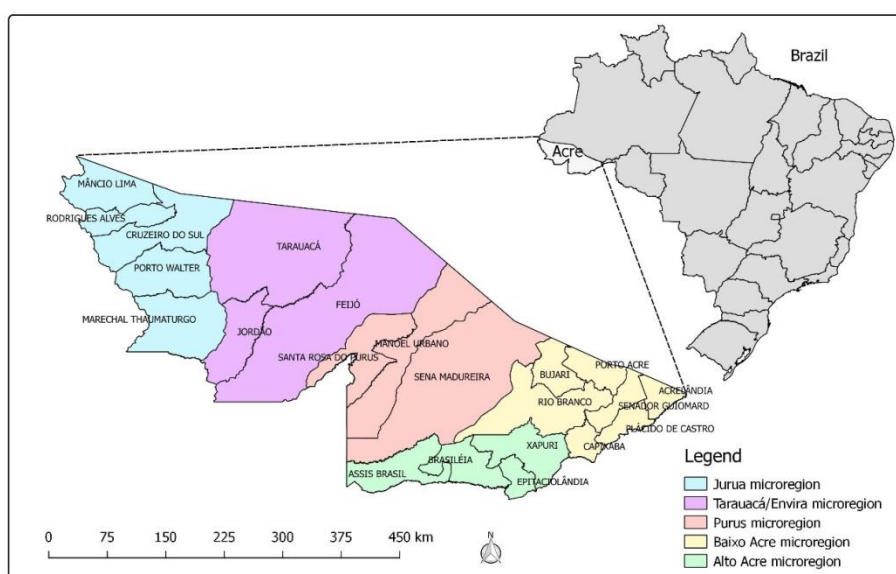 Brazil
Acre
MÂNCIO LIMA
RODRIGUES ALVES
CRUZEIRO DO SUL
TARAUACÁ
PORTO WALTER
FEIJÓ
MARECHAL THAUMATURGO
JORDÃO
MANOEL URBANO
SANTA ROSA DO PURUS
SENA MADUREIRA
PORTO ACRE
BUJARI
ACRELÂNDIA
RIO BRANCO
SENADOR GUIOMARD
PLÁCIDO DE CASTRO
XAPURI
CAPIXABA
BRASILÉIA
ASSIS BRASIL
EPITACIOLÂNDIA
Legend
Jurua microregion
Tarauacá/Envira microregion
Purus microregion
Baixo Acre microregion
Alto Acre microregion
0 75 150 225 300 375 450 km
N